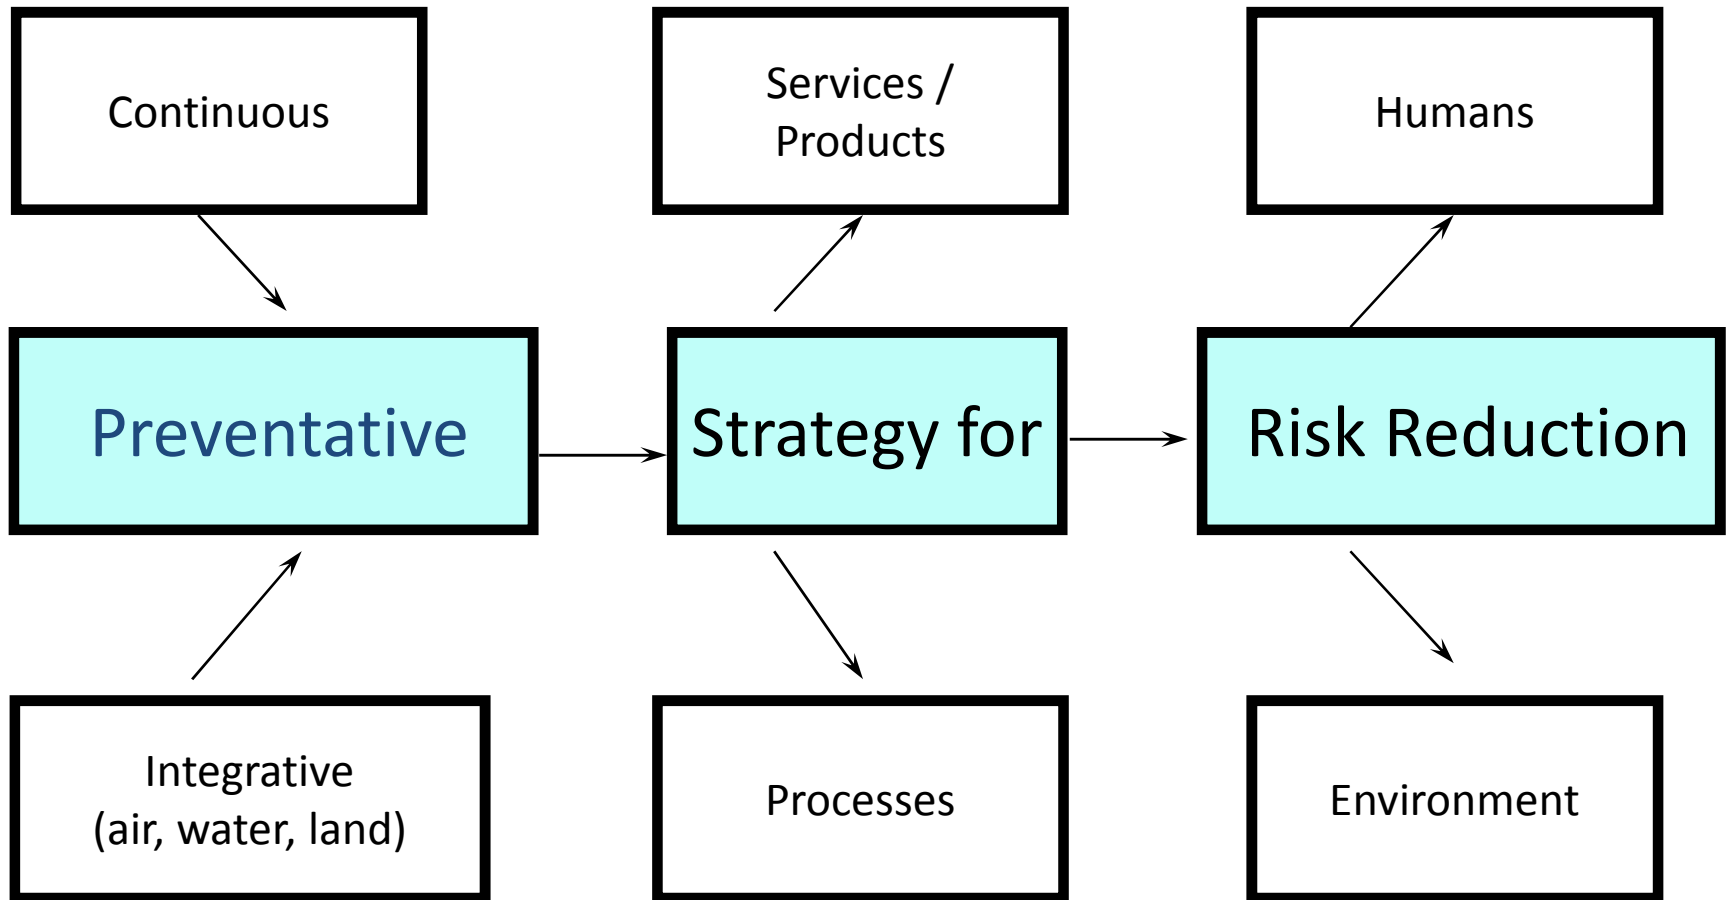 Continuous
Services /
Products
Humans
Preventative
Strategy for
Risk Reduction
Integrative
(air, water, land)
Processes
Environment